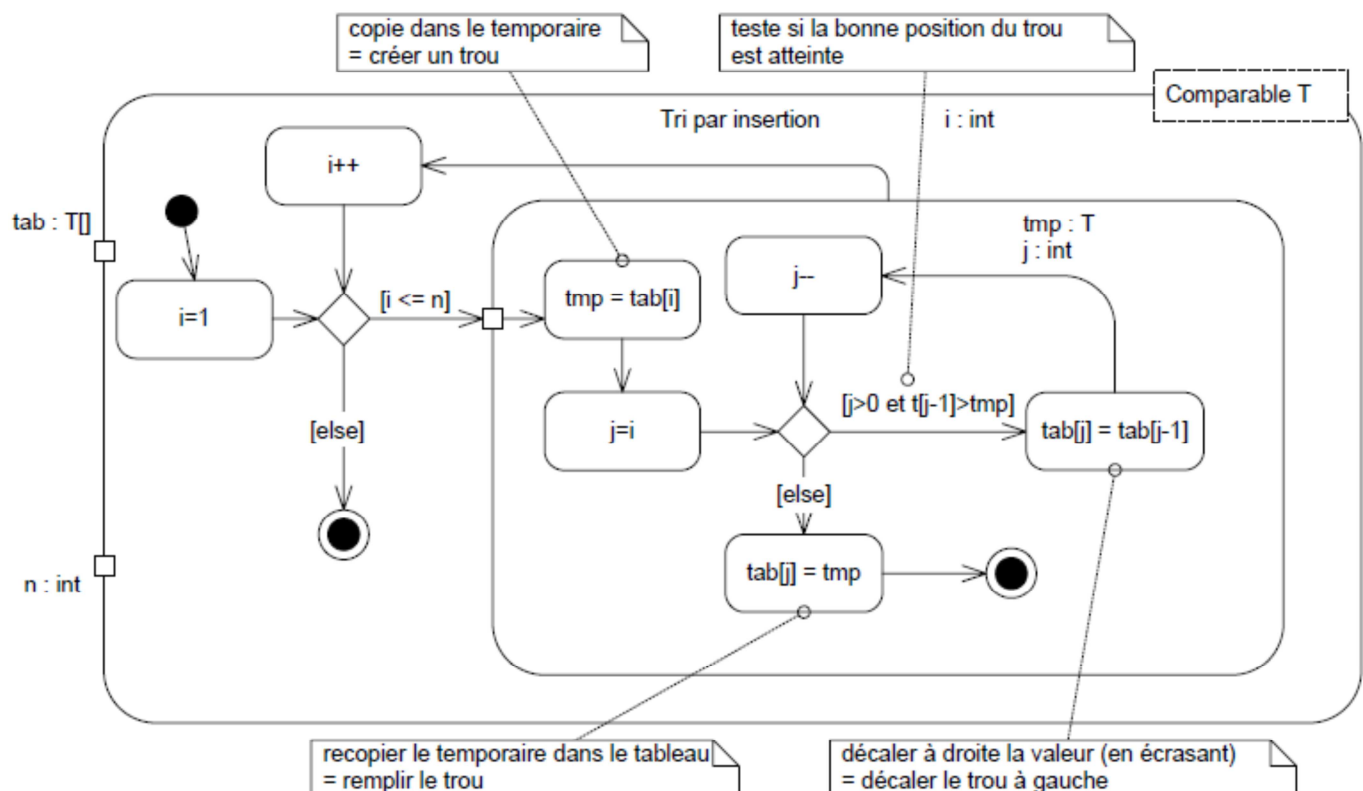 copie dans le temporaire
= créer un trou
teste si la bonne position du trou
est atteinte
Comparable T
Tri par insertion
i : int
i++
tab : T[]
tmp : T
j : int
j--
i=1
[i <= n]
tmp = tab[i]
[j>0 et t[j-1]>tmp]
[else]
j=i
tab[j] = tab[j-1]
[else]
tab[j] = tmp
n : int
recopier le temporaire dans le tableau
= remplir le trou
décaler à droite la valeur (en écrasant)
= décaler le trou à gauche